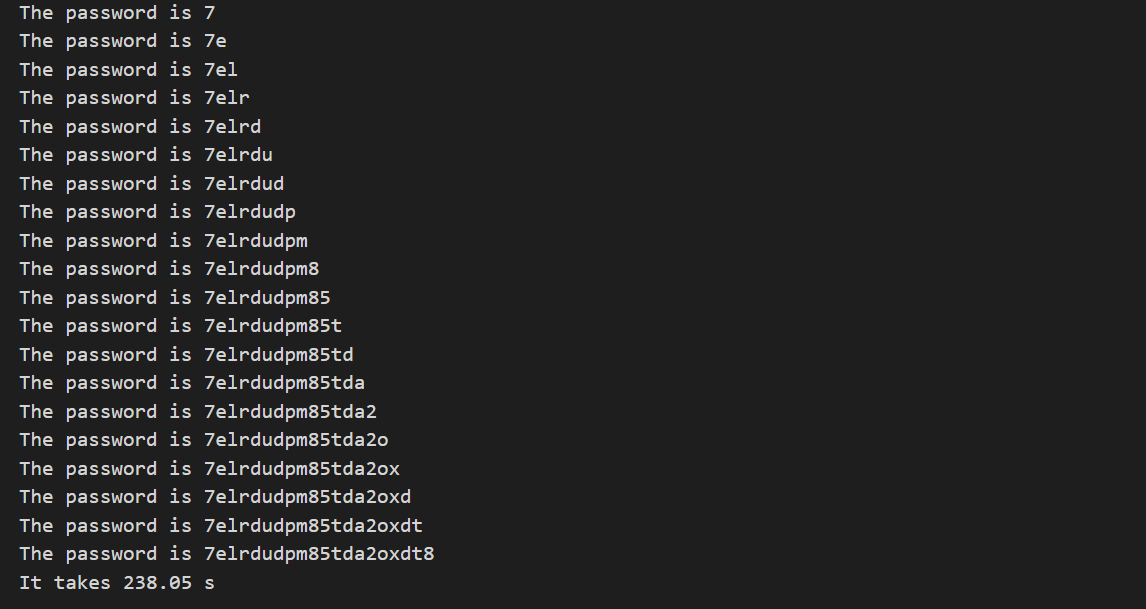 The password is 7
The password is 7e
The password is 7el
The password is 7elr
The password is 7elrd
The password is 7elrdu
The password is 7elrdud
The password is 7elrdudp
The password is 7elrdudpm
The password is 7elrdudpm8
The password is 7elrdudpm85
The password is 7elrdudpm85t
The password is 7elrdudpm85td
The password is 7elrdudpm85tda
The password is 7elrdudpm85tda2
The password is 7elrdudpm85tda2o
The password is 7elrdudpm85tda2ox
The password is 7elrdudpm85tda2oxd
The password is 7elrdudpm85tda2oxdt
The password is 7elrdudpm85tda2oxdt8
It takes 238.05 s